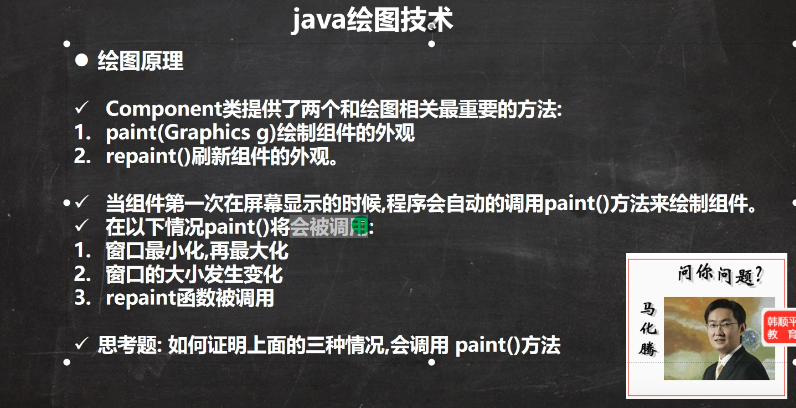 java绘图技术
绘图原理
Component类提供了两个和绘图相关最重要的方法:
1. paint(Graphics g)绘制组件的外观
2. repaint()刷新组件的外观。
当组件第一次在屏幕显示的时候,程序会自动的调用paint()方法来绘制组件。
在以下情况paint()将会被调用:
1. 窗口最小化,再最大化
2. 窗口的大小发生变化
3. repaint函数被调用
思考题: 如何证明上面的三种情况,会调用 paint()方法
问你问题?
马化腾
韩顺平
教育